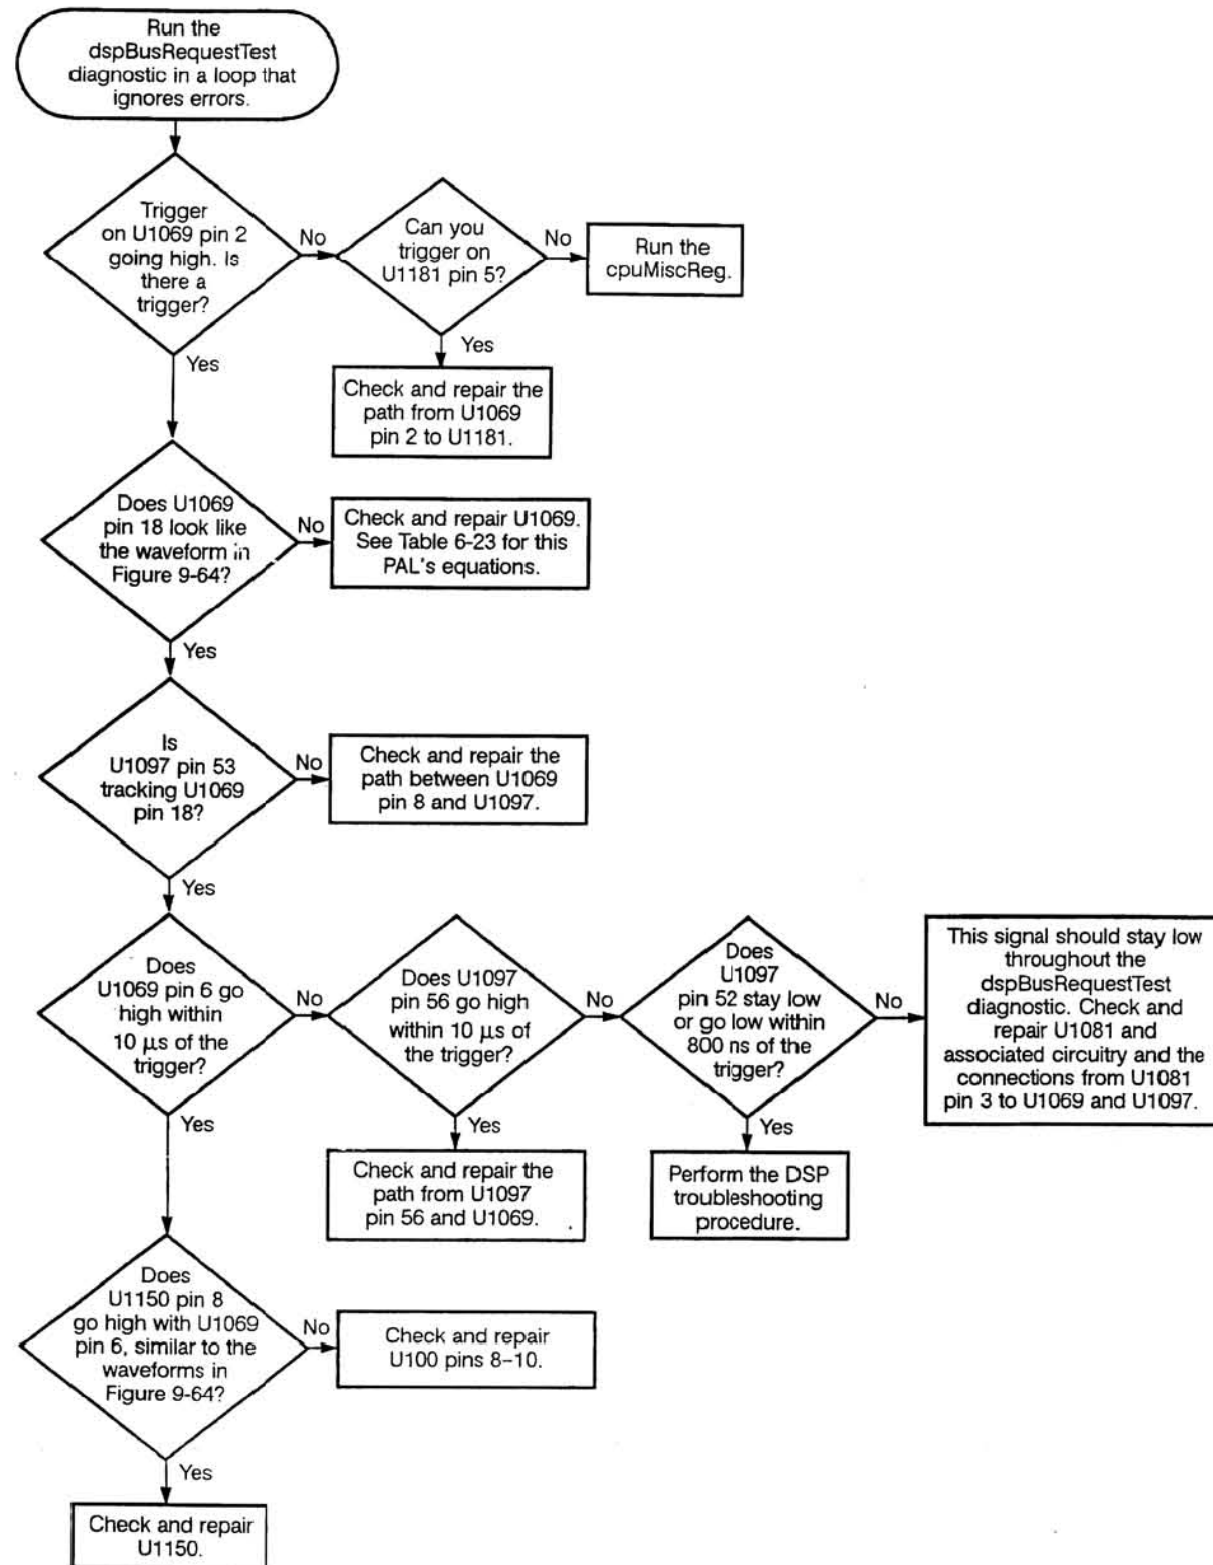 Run the
dspBusRequestTest
diagnostic in a loop that
ignores errors.
Trigger
on U1069 pin 2
going high. Is
there a
trigger?
No
Can you
trigger on
U1181 pin 5?
No
Run the
cpuMiscReg.
Yes
Yes
Check and repair the
path from U1069
pin 2 to U1181.
Does U1069
pin 18 look like
the waveform in
Figure 9-64?
No
Check and repair U1069.
See Table 6-23 for this
PAL's equations.
Yes
Is
U1097 pin 53
tracking U1069
pin 18?
No
Check and repair the
path between U1069
pin 8 and U1097.
Yes
Does
U1069 pin 6 go
high within
10 μs of the
trigger?
No
Does U1097
pin 56 go high
within 10 μs of
the trigger?
No
Does
U1097
pin 52 stay low
or go low within
800 ns of the
trigger?
No
This signal should stay low
throughout the
dspBusRequestTest
diagnostic. Check and
repair U1081 and
associated circuitry and the
connections from U1081
pin 3 to U1069 and U1097.
Yes
Yes
Yes
Check and repair the
path from U1097
pin 56 and U1069.
Perform the DSP
troubleshooting
procedure.
Does
U1150 pin 8
go high with U1069
pin 6, similar to the
waveforms in
Figure 9-64?
No
Check and repair
U100 pins 8–10.
Yes
Check and repair
U1150.